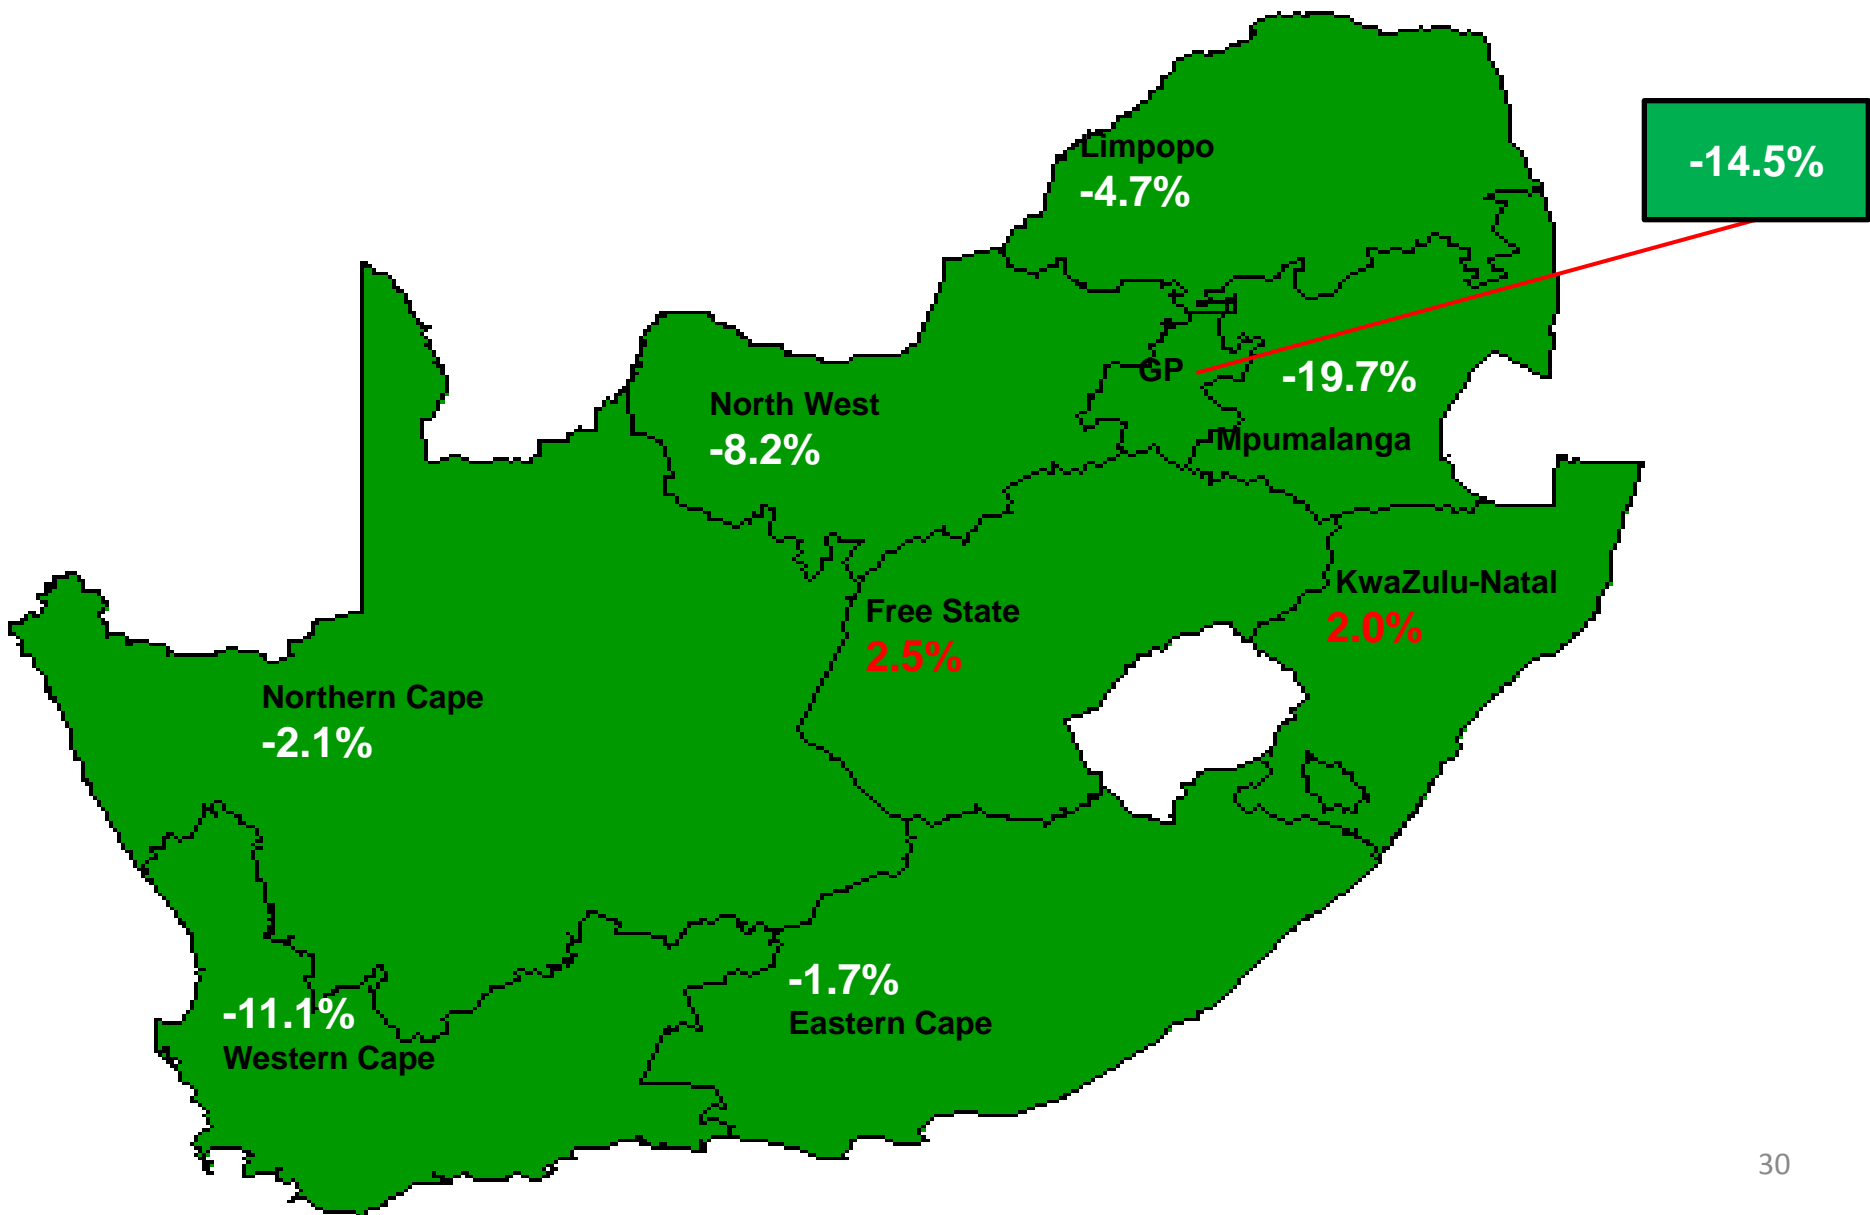 Limpopo
-4.7%
-14.5%
GP
-19.7%
Mpumalanga
North West
-8.2%
KwaZulu-Natal
2.0%
Free State
2.5%
Northern Cape
-2.1%
-1.7%
Eastern Cape
-11.1%
Western Cape
30